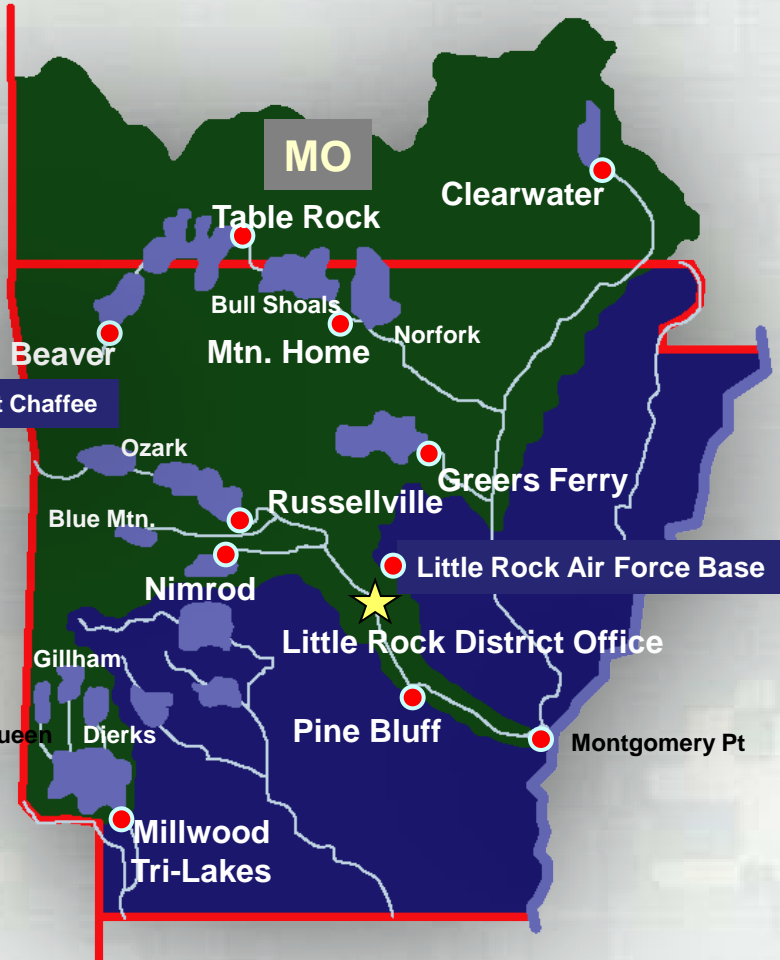 MO
Clearwater
Table Rock
Bull Shoals
Norfork
Beaver
Mtn. Home
t Chaffee
Ozark
Greers Ferry
Russellville
Blue Mtn.
Little Rock Air Force Base
Nimrod
Little Rock District Office
Gillham
Pine Bluff
ueen
Dierks
Montgomery Pt
Millwood
Tri-Lakes